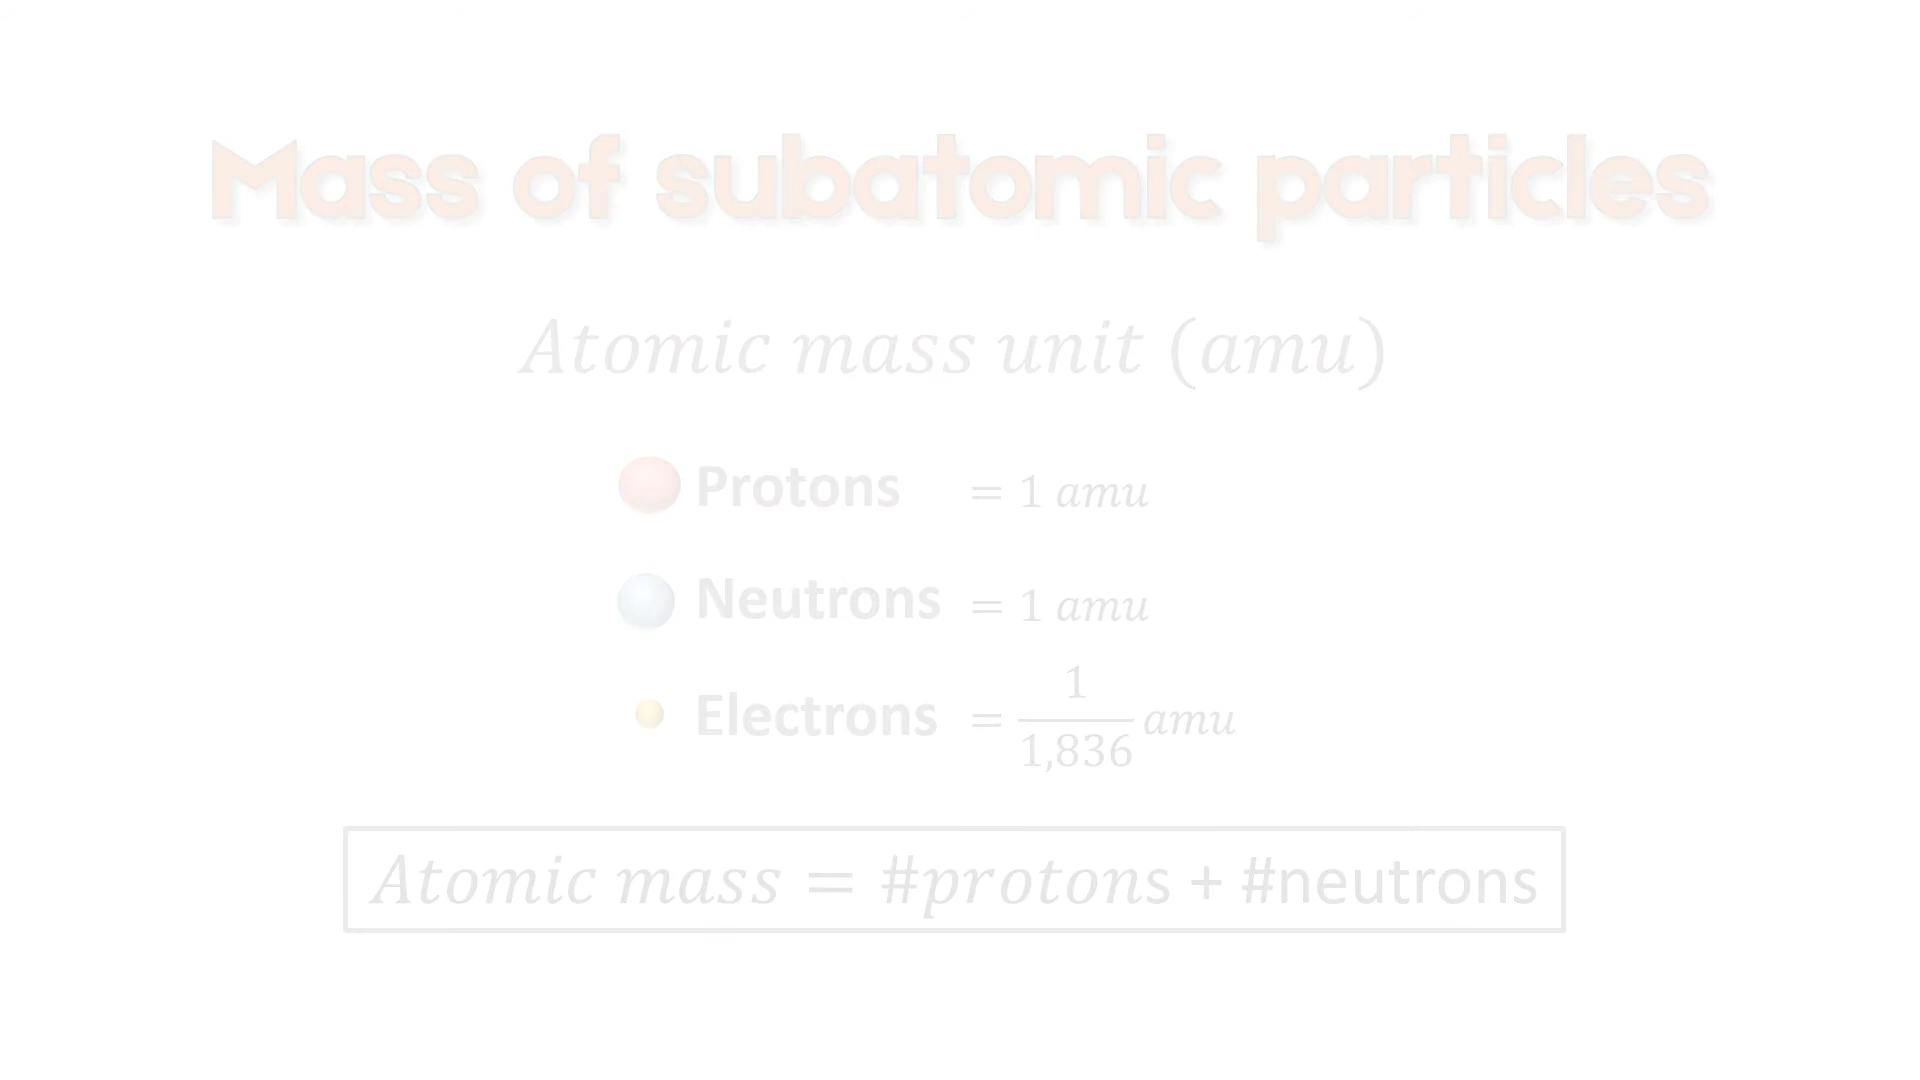 Mass of subatomic particles
Atomic mass unit (amu)
Protons = 1 amu
Neutrons = 1 amu
Electrons = 1/1,836 amu
Atomic mass = #protons + #neutrons